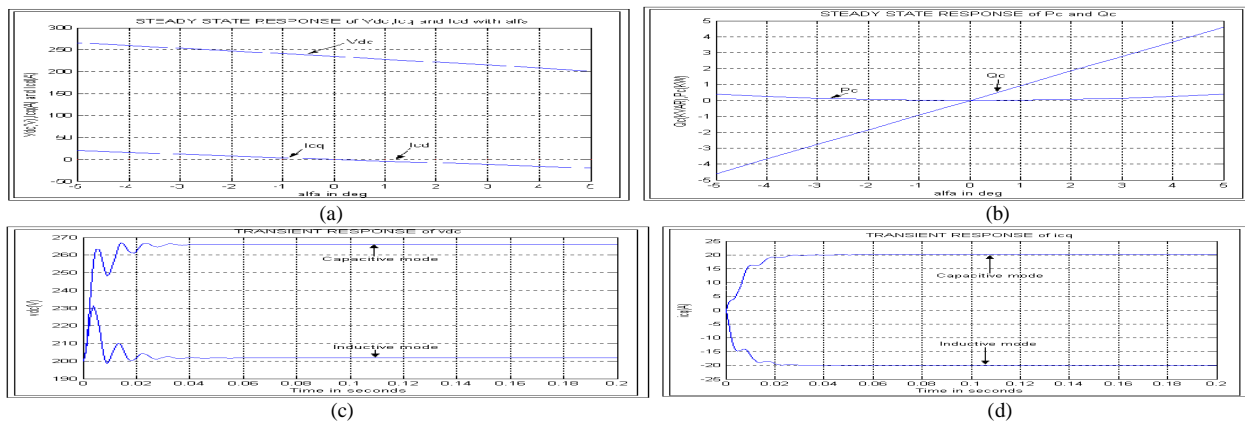 STEADY STATE RESPONSE of Vdc,Icq and Icd with alfa
Vdc(V),Icq(A) and Icd(A)
300
250
200
150
100
50
0
-50
Vdc
Icq
Icd
-5 -4 -3 -2 -1 0 1 2 3 4 5
alfa in deg
(a)
STEADY STATE RESPONSE of Pc and Qc
Qc(KVAR),Pc(KW)
5
4
3
2
1
0
-1
-2
-3
-4
-5
Pc
Qc
-5 -4 -3 -2 -1 0 1 2 3 4 5
alfa in deg
(b)
TRANSIENT RESPONSE of vdc
vdc(V)
270
260
250
240
230
220
210
200
190
Capacitive mode
Inductive mode
0 0.02 0.04 0.06 0.08 0.1 0.12 0.14 0.16 0.18 0.2
Time in seconds
(c)
TRANSIENT RESPONSE of icq
icq(A)
25
20
15
10
5
0
-5
-10
-15
-20
-25
Capacitive mode
Inductive mode
0 0.02 0.04 0.06 0.08 0.1 0.12 0.14 0.16 0.18 0.2
Time in seconds
(d)